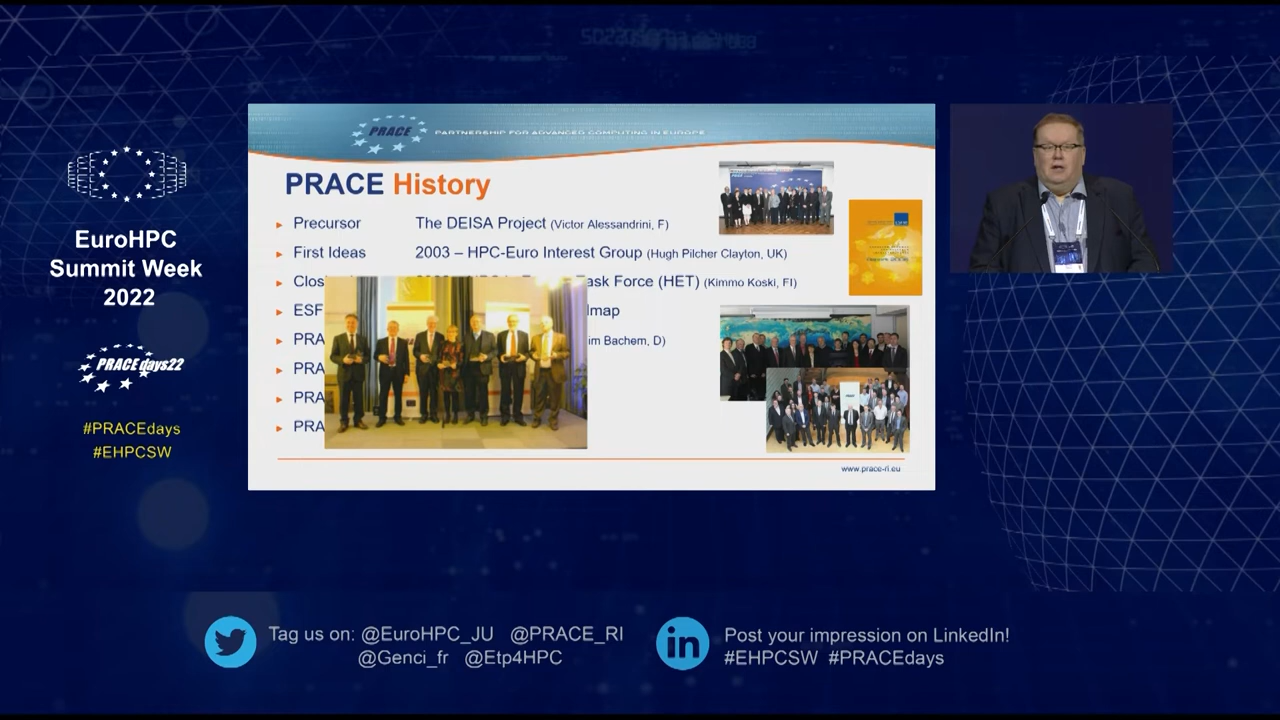 EuroHPC
Summit Week
2022
PRACE days22
#PRACEdays
#EHPCSW
PRACE PARTNERSHIP FOR ADVANCED COMPUTING IN EUROPE
PRACE History
Precursor The DEISA Project (Victor Alessandrini, F)
First Ideas 2003 – HPC-Euro Interest Group (Hugh Pilcher Clayton, UK)
Clos Task Force (HET) (Kimmo Koski, FI)
ESF
PRA im Bachem, D)
PRA
PRA
PRA
www.prace-ri.eu
Tag us on: @EuroHPC_JU @PRACE_RI
@Genci_fr @Etp4HPC
Post your impression on LinkedIn!
#EHPCSW #PRACEdays